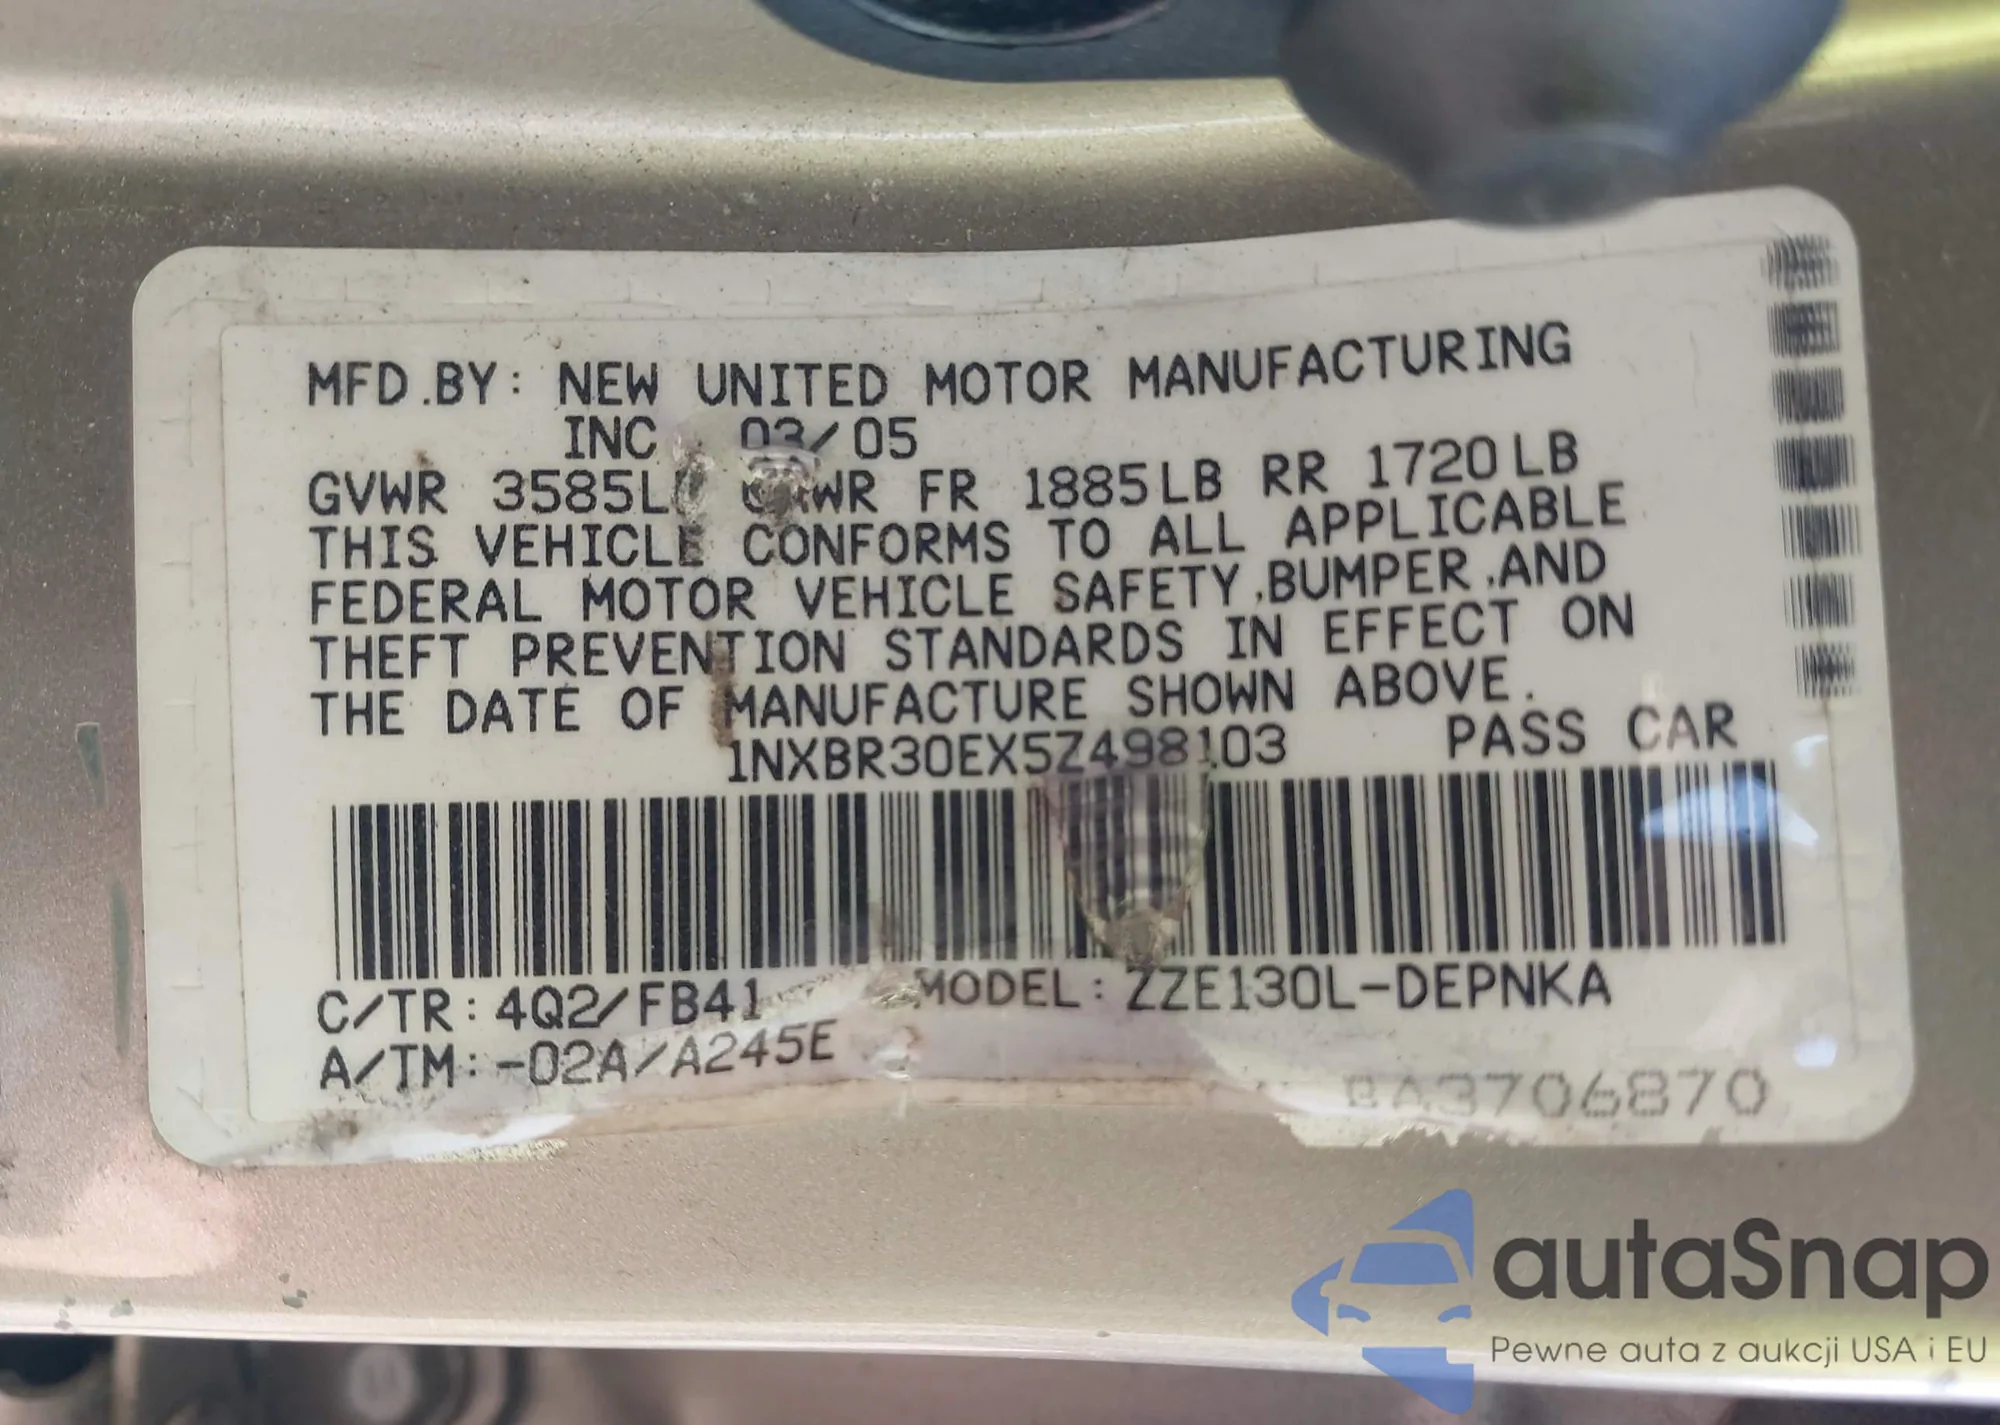 MFD.BY: NEW UNITED MOTOR MANUFACTURING
INC 03/05
GVWR 3585L GAWR FR 1885LB RR 1720LB
THIS VEHICLE CONFORMS TO ALL APPLICABLE
FEDERAL MOTOR VEHICLE SAFETY,BUMPER,AND
THEFT PREVENTION STANDARDS IN EFFECT ON
THE DATE OF MANUFACTURE SHOWN ABOVE.
1NXBR30EX5Z498103 PASS CAR
C/TR: 4Q2/FB41 MODEL: ZZE130L-DEPNKA
A/TM: -02A/A245E
BA3706870
autaSnap
Pewne auta z aukcji USA i EU